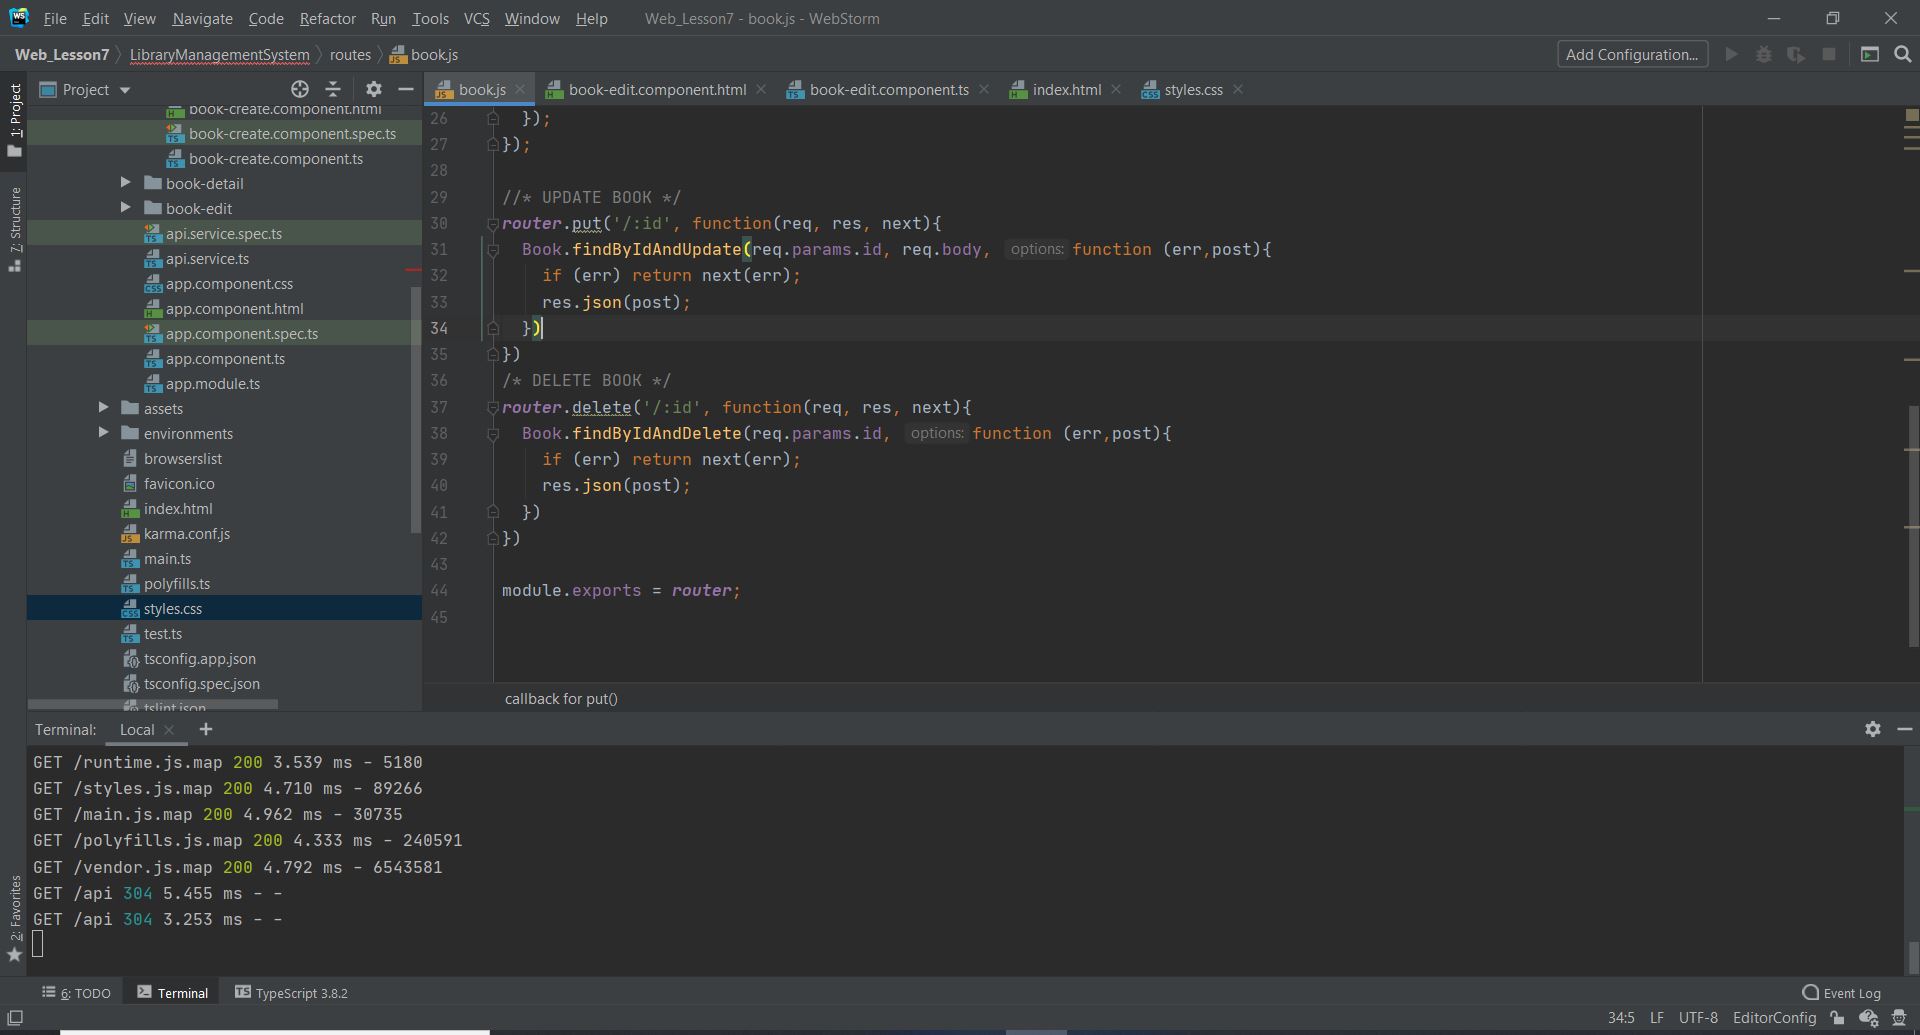 File Edit View Navigate Code Refactor Run Tools VCS Window Help Web_Lesson7 - book.js - WebStorm
Web_Lesson7 LibraryManagementSystem routes book.js Add Configuration...
Project book.js book-edit.component.html book-edit.component.ts index.html styles.css
1: Project
7: Structure
2: Favorites
book-create.component.html
book-create.component.spec.ts
book-create.component.ts
book-detail
book-edit
api.service.spec.ts
api.service.ts
app.component.css
app.component.html
app.component.spec.ts
app.component.ts
app.module.ts
assets
environments
browserslist
favicon.ico
index.html
karma.conf.js
main.ts
polyfills.ts
styles.css
test.ts
tsconfig.app.json
tsconfig.spec.json
tslint.json
26 });
27 });
28
29 //* UPDATE BOOK */
30 router.put('/:id', function(req, res, next){
31 Book.findByIdAndUpdate(req.params.id, req.body, options: function (err,post){
32 if (err) return next(err);
33 res.json(post);
34 })
35 })
36 /* DELETE BOOK */
37 router.delete('/:id', function(req, res, next){
38 Book.findByIdAndDelete(req.params.id, options: function (err,post){
39 if (err) return next(err);
40 res.json(post);
41 })
42 })
43
44 module.exports = router;
45
callback for put()
Terminal: Local
GET /runtime.js.map 200 3.539 ms - 5180
GET /styles.js.map 200 4.710 ms - 89266
GET /main.js.map 200 4.962 ms - 30735
GET /polyfills.js.map 200 4.333 ms - 240591
GET /vendor.js.map 200 4.792 ms - 6543581
GET /api 304 5.455 ms - -
GET /api 304 3.253 ms - -
6: TODO Terminal TypeScript 3.8.2 Event Log
34:5 LF UTF-8 EditorConfig